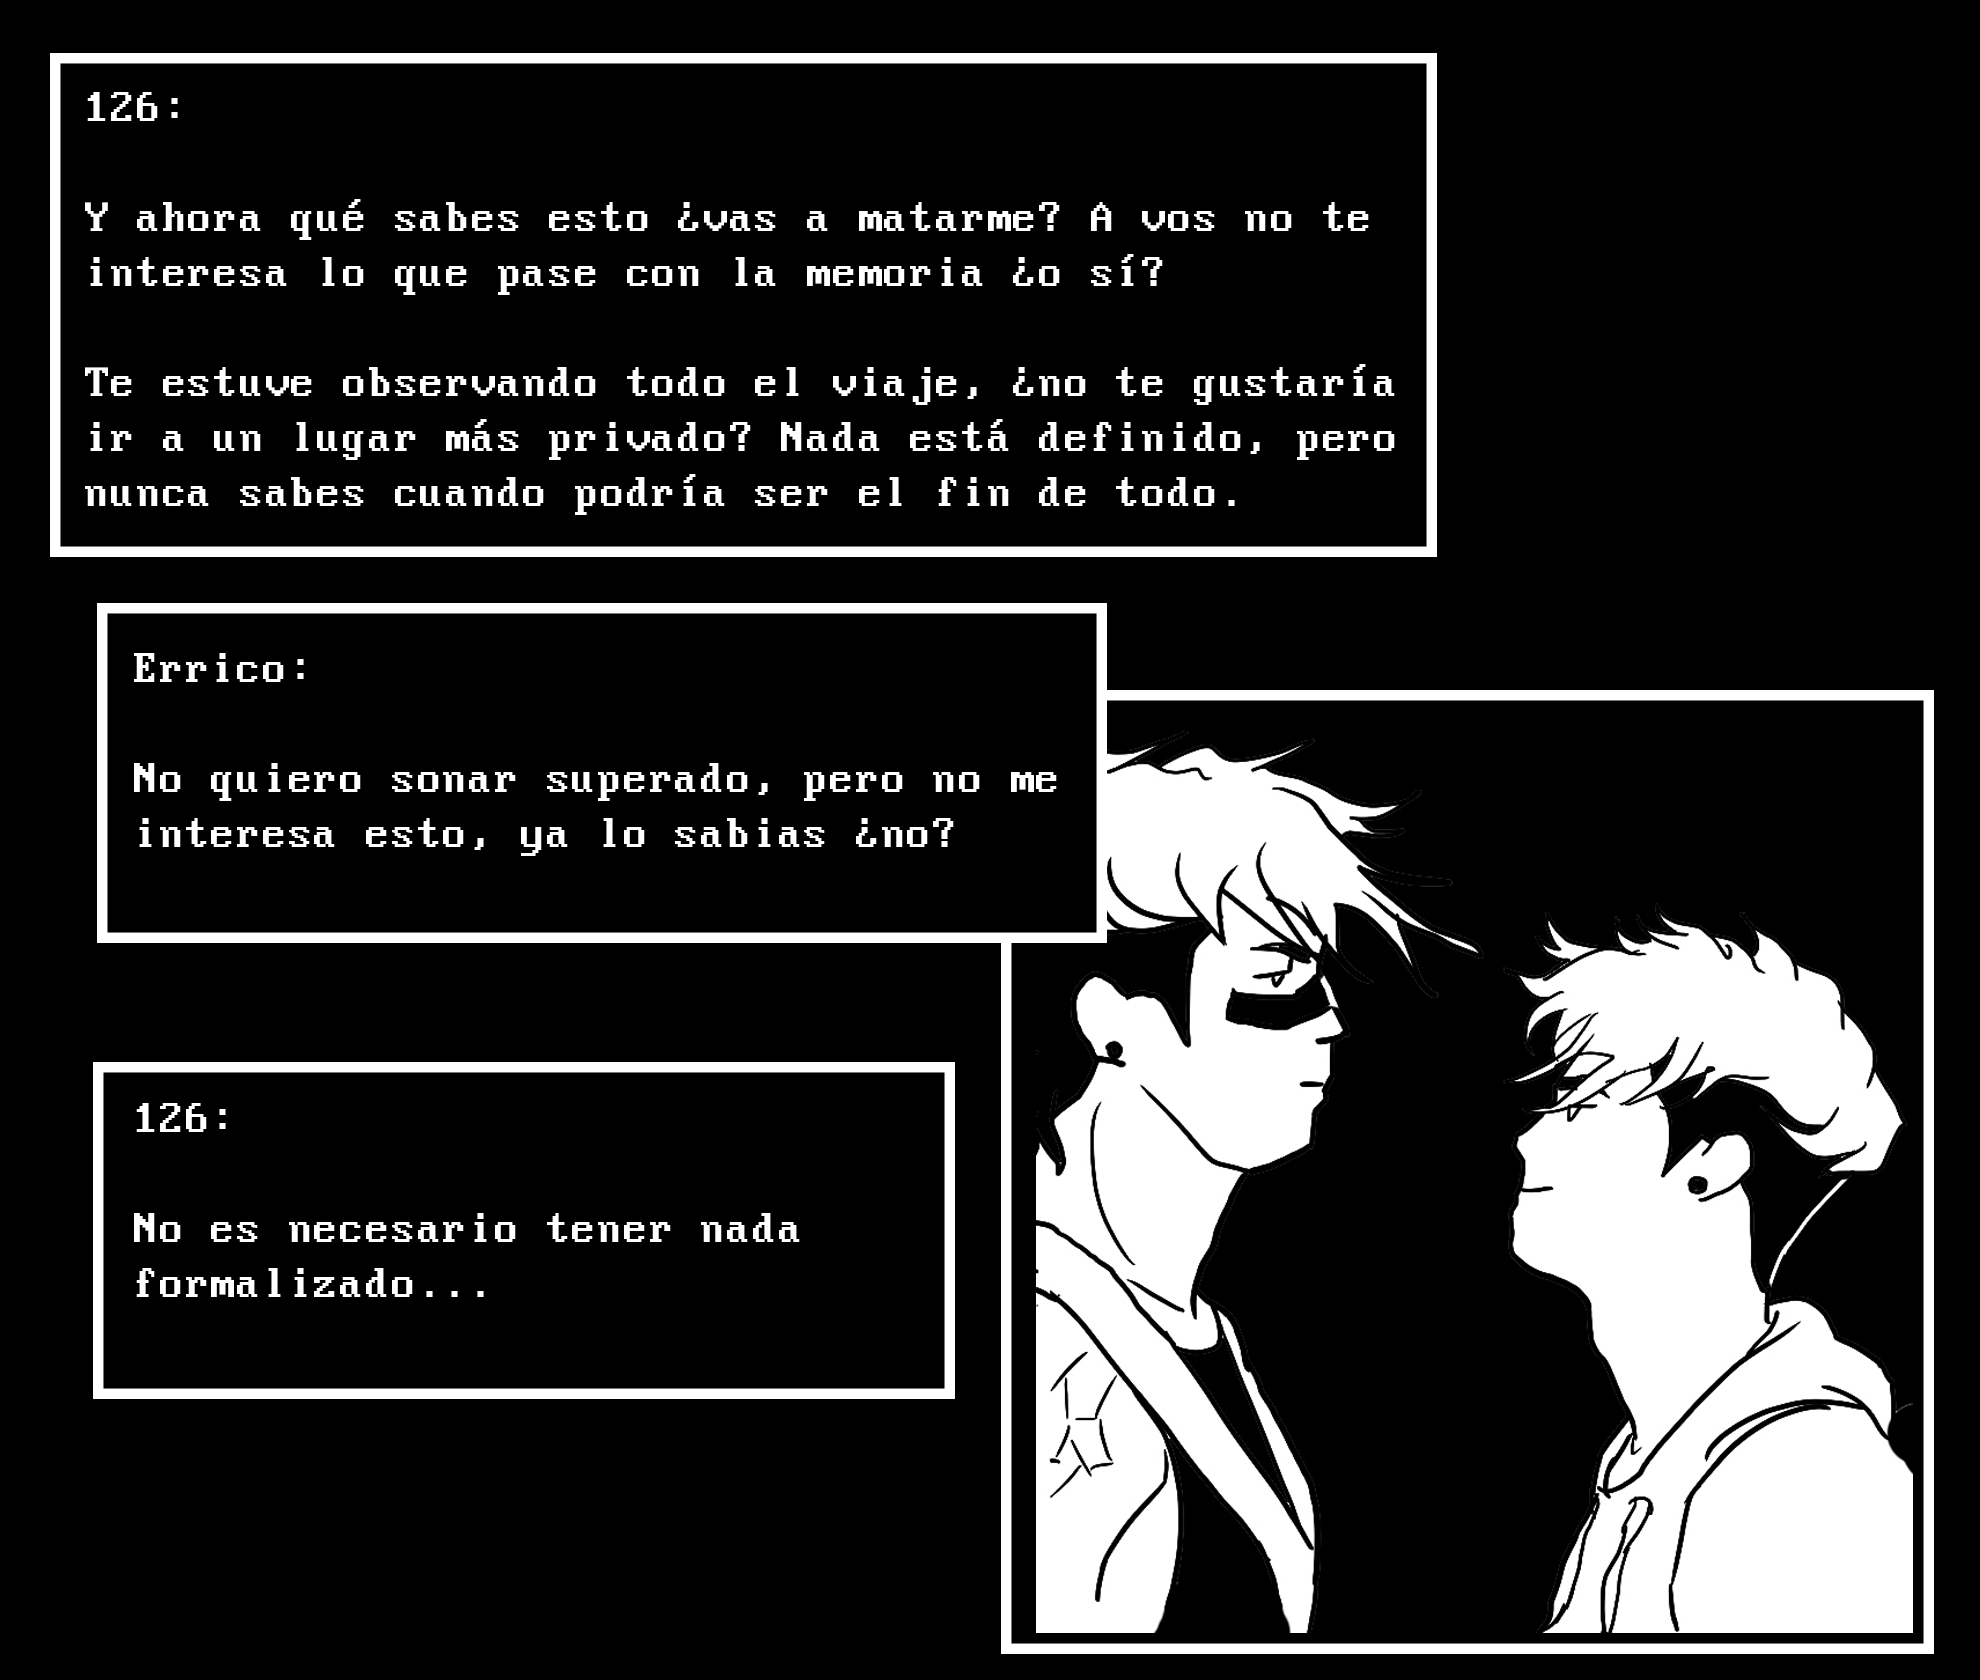 126:
Y ahora qué sabes esto ¿vas a matarme? A vos no te
interesa lo que pase con la memoria ¿o sí?
Te estuve observando todo el viaje, ¿no te gustaría
ir a un lugar más privado? Nada está definido, pero
nunca sabes cuando podría ser el fin de todo.
Errico:
No quiero sonar superado, pero no me
interesa esto, ya lo sabias ¿no?
126:
No es necesario tener nada
formalizado...